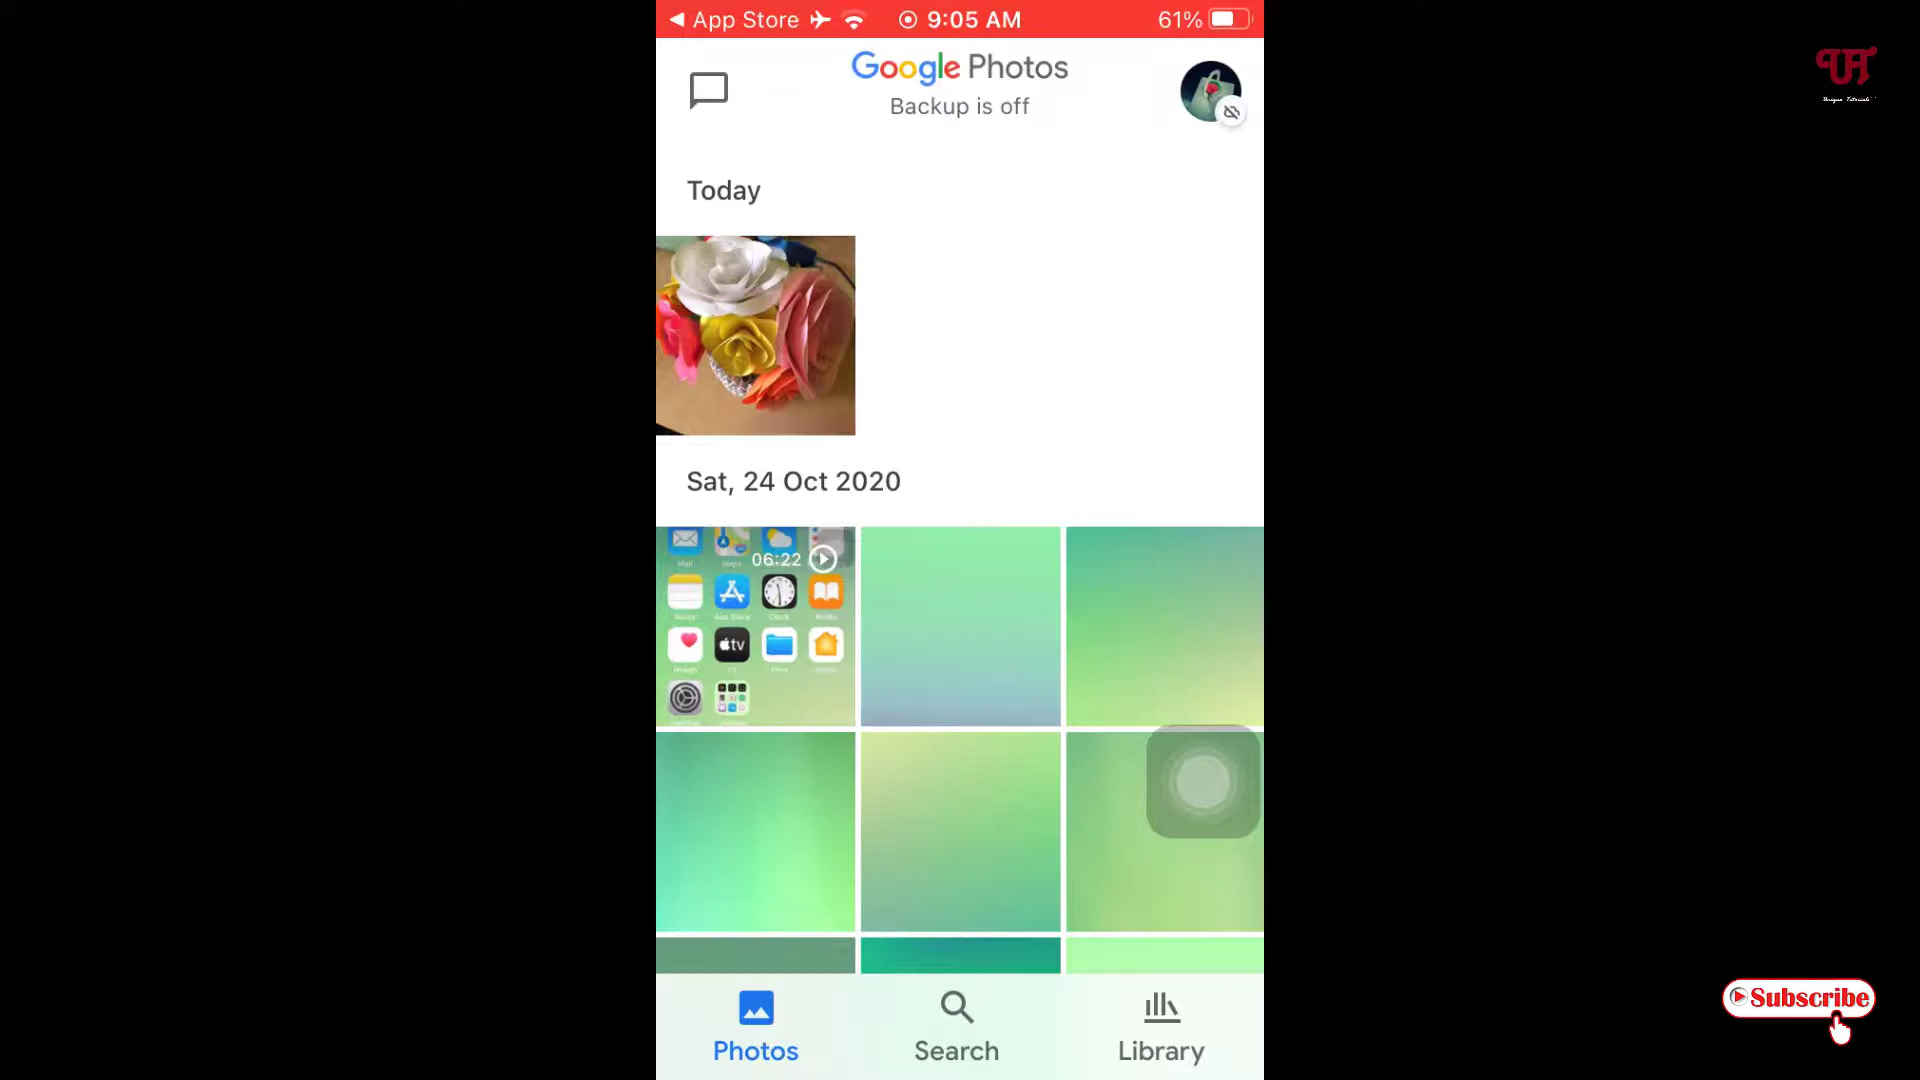 App Store 9:05 AM 61%
Google Photos
Backup is off
Today
Sat, 24 Oct 2020
06:22
tv
Photos
Search
Library
UT
Subscribe